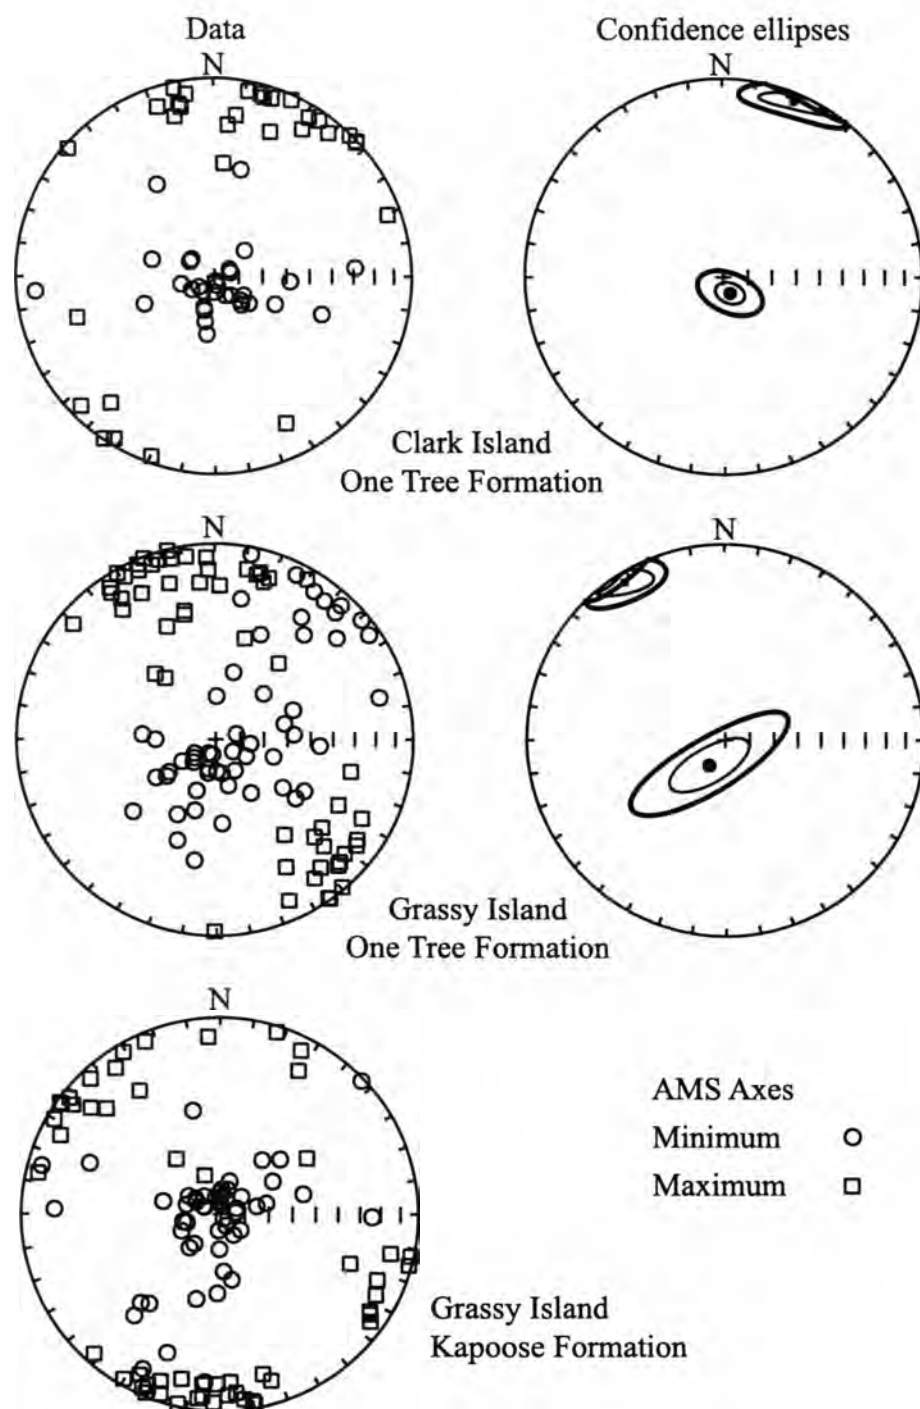 Data
Confidence ellipses
N
N
Clark Island
One Tree Formation
N
N
Grassy Island
One Tree Formation
N
AMS Axes
Minimum
Maximum
Grassy Island
Kapoose Formation